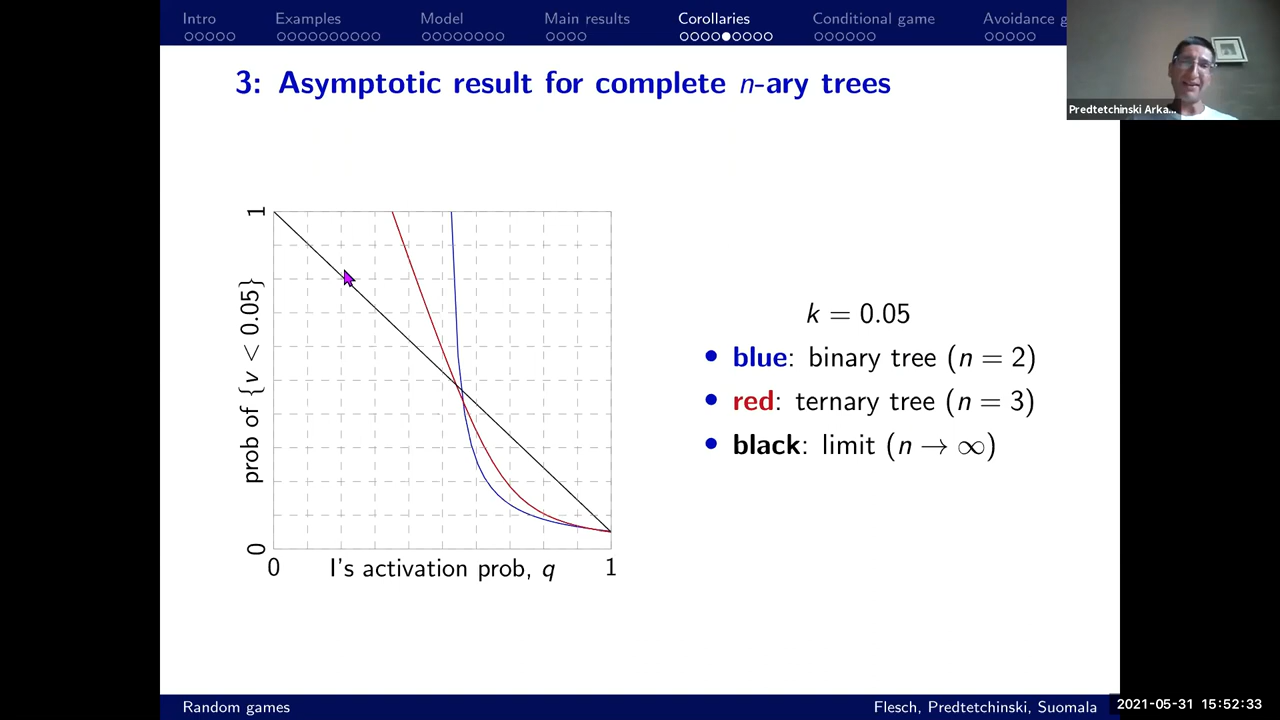 Intro Examples Model Main results Corollaries Conditional game Avoidance g
3: Asymptotic result for complete n-ary trees
Predtetchinski Arka...
1
prob of {v < 0.05}
0
0 I's activation prob, q 1
k = 0.05
• blue: binary tree (n = 2)
• red: ternary tree (n = 3)
• black: limit (n → ∞)
Random games Flesch, Predtetchinski, Suomala
2021-05-31 15:52:33